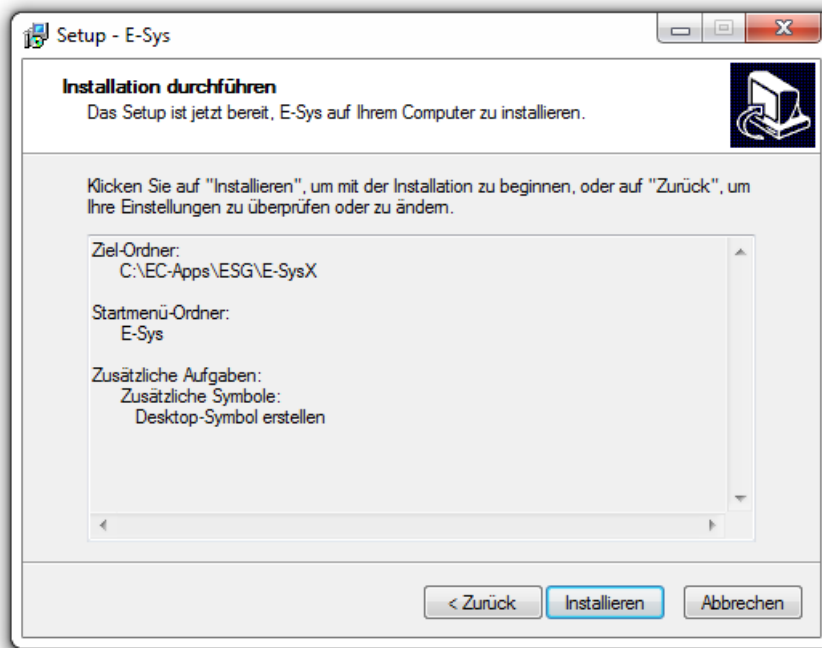 Setup - E-Sys
Installation durchführen
Das Setup ist jetzt bereit, E-Sys auf Ihrem Computer zu installieren.
Klicken Sie auf "Installieren", um mit der Installation zu beginnen, oder auf "Zurück", um
Ihre Einstellungen zu überprüfen oder zu ändern.
Ziel-Ordner:
C:\EC-Apps\ESG\E-SysX
Startmenü-Ordner:
E-Sys
Zusätzliche Aufgaben:
Zusätzliche Symbole:
Desktop-Symbol erstellen
< Zurück
Installieren
Abbrechen